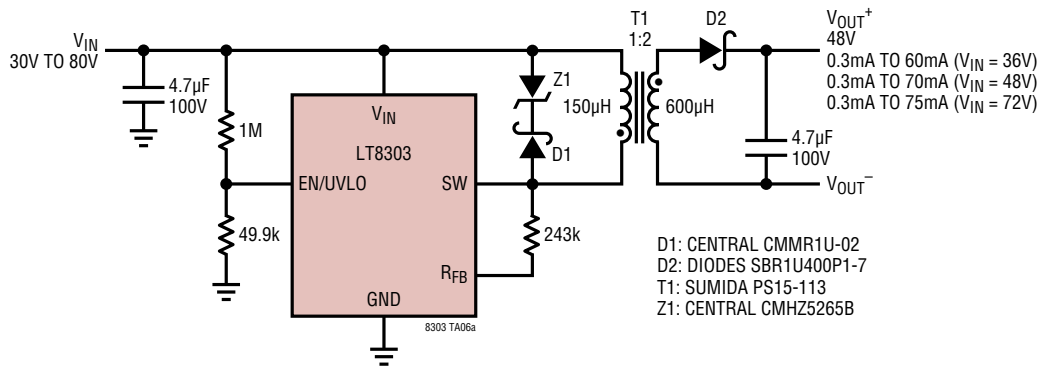 VIN
30V TO 80V
4.7µF
100V
1M
49.9k
VIN
LT8303
EN/UVLO
SW
RFB
GND
8303 TA06a
243k
Z1
D1
150µH
T1
1:2
600µH
D2
VOUT+
48V
0.3mA TO 60mA (VIN = 36V)
0.3mA TO 70mA (VIN = 48V)
0.3mA TO 75mA (VIN = 72V)
4.7µF
100V
VOUT–
D1: CENTRAL CMMR1U-02
D2: DIODES SBR1U400P1-7
T1: SUMIDA PS15-113
Z1: CENTRAL CMHZ5265B